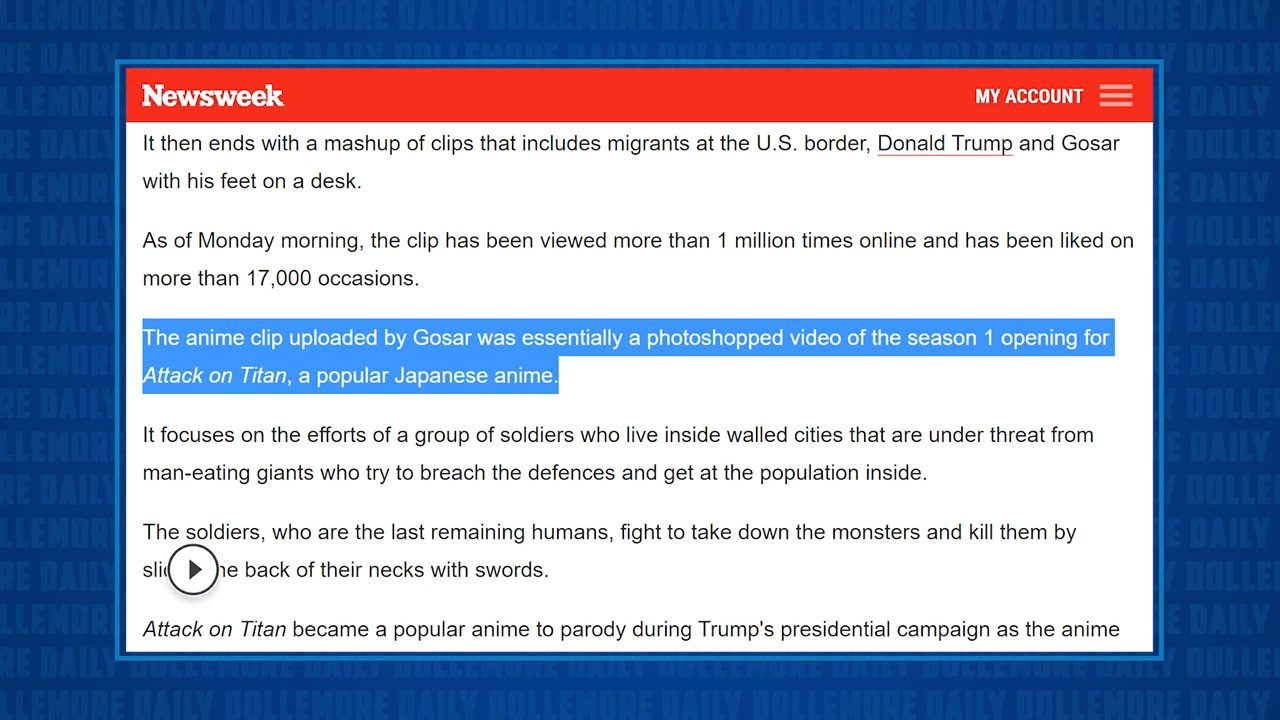 Newsweek
MY ACCOUNT
It then ends with a mashup of clips that includes migrants at the U.S. border, Donald Trump and Gosar
with his feet on a desk.
As of Monday morning, the clip has been viewed more than 1 million times online and has been liked on
more than 17,000 occasions.
The anime clip uploaded by Gosar was essentially a photoshopped video of the season 1 opening for
Attack on Titan, a popular Japanese anime.
It focuses on the efforts of a group of soldiers who live inside walled cities that are under threat from
man-eating giants who try to breach the defences and get at the population inside.
The soldiers, who are the last remaining humans, fight to take down the monsters and kill them by
back of their necks with swords.
Attack on Titan became a popular anime to parody during Trump's presidential campaign as the anime